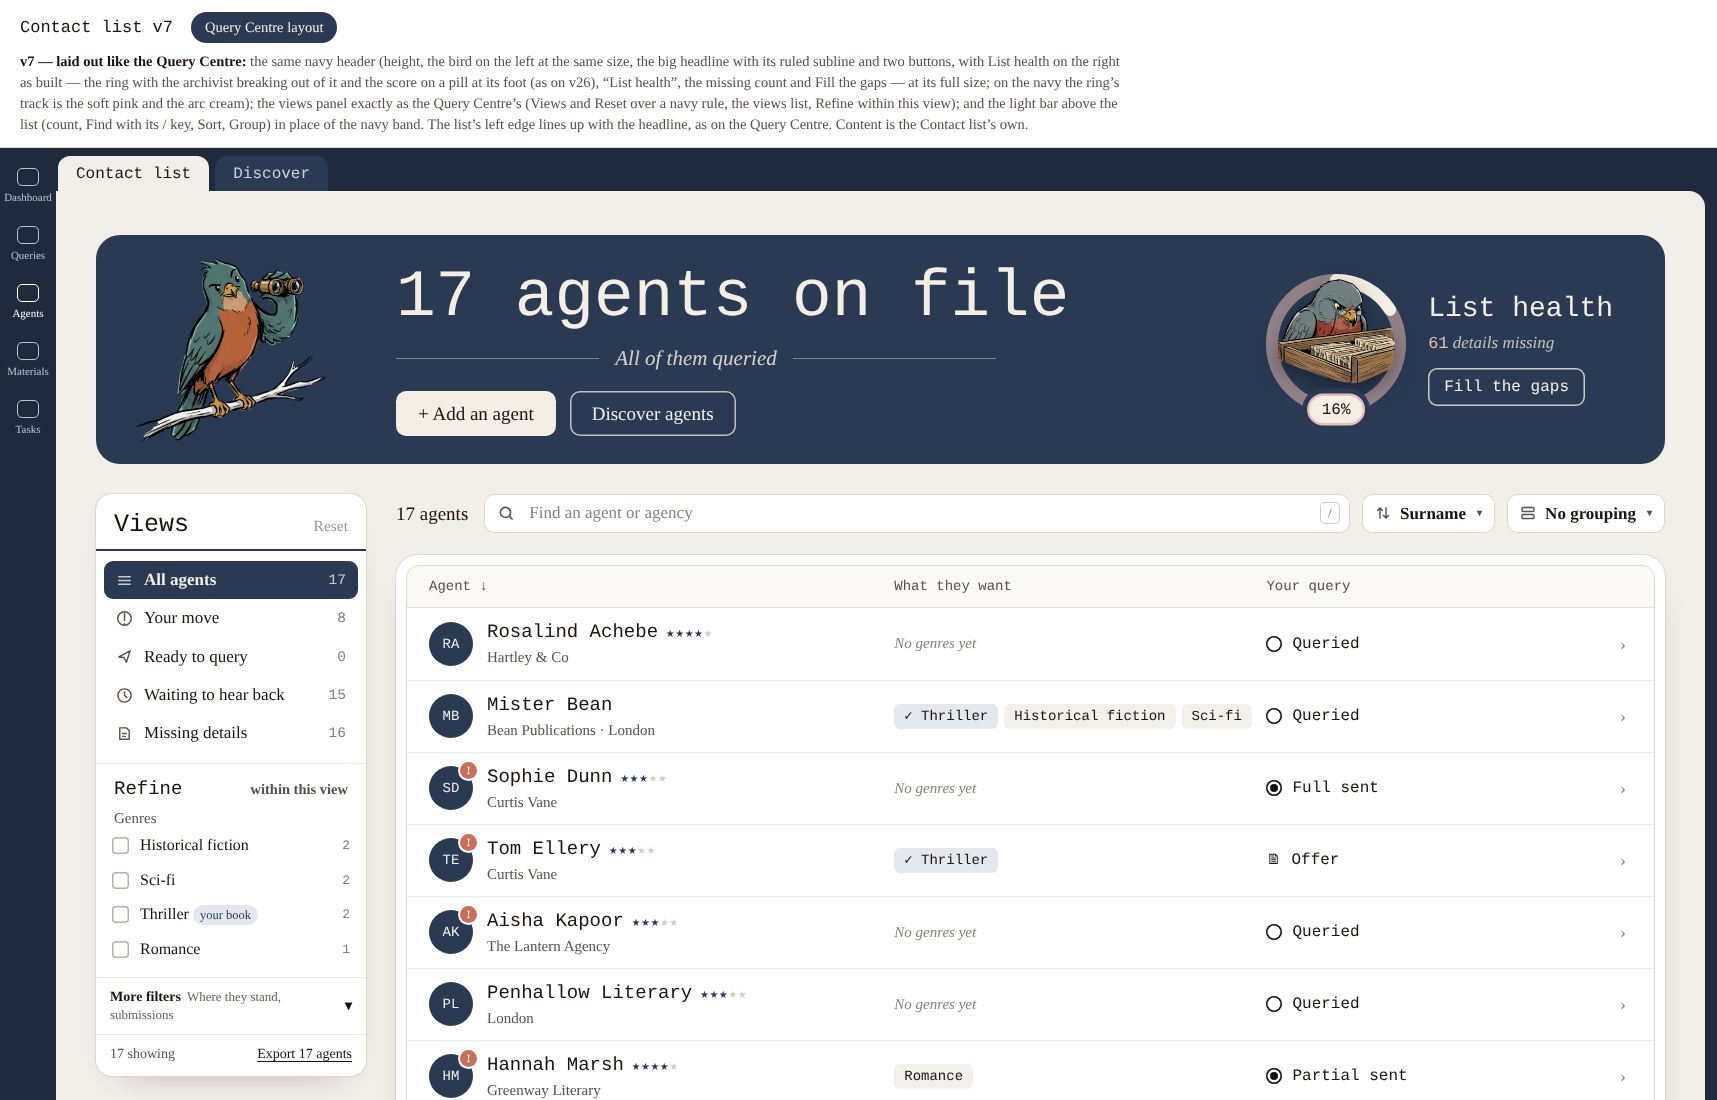 Contact list v7
Query Centre layout
v7 — laid out like the Query Centre: the same navy header (height, the bird on the left at the same size, the big headline with its ruled subline and two buttons, with List health on the right
as built — the ring with the archivist breaking out of it and the score on a pill at its foot (as on v26), “List health”, the missing count and Fill the gaps — at its full size; on the navy the ring’s
track is the soft pink and the arc cream); the views panel exactly as the Query Centre’s (Views and Reset over a navy rule, the views list, Refine within this view); and the light bar above the
list (count, Find with its / key, Sort, Group) in place of the navy band. The list’s left edge lines up with the headline, as on the Query Centre. Content is the Contact list’s own.
Dashboard
Queries
Agents
Materials
Tasks
Contact list
Discover
17 agents on file
All of them queried
+ Add an agent
Discover agents
16%
List health
61 details missing
Fill the gaps
Views
Reset
All agents 17
Your move 8
Ready to query 0
Waiting to hear back 15
Missing details 16
Refine
within this view
Genres
Historical fiction 2
Sci-fi 2
Thriller your book 2
Romance 1
More filters Where they stand,
submissions
▼
17 showing
Export 17 agents
17 agents
Find an agent or agency
/
Surname ▾
No grouping ▾
Agent ↓
What they want
Your query
RA
Rosalind Achebe ★★★★★
Hartley & Co
No genres yet
Queried
›
MB
Mister Bean
Bean Publications · London
✓ Thriller
Historical fiction
Sci-fi
Queried
›
SD
!
Sophie Dunn ★★★★★
Curtis Vane
No genres yet
Full sent
›
TE
!
Tom Ellery ★★★★★
Curtis Vane
✓ Thriller
Offer
›
AK
!
Aisha Kapoor ★★★★★
The Lantern Agency
No genres yet
Queried
›
PL
Penhallow Literary ★★★★★
London
No genres yet
Queried
›
HM
!
Hannah Marsh ★★★★★
Greenway Literary
Romance
Partial sent
›